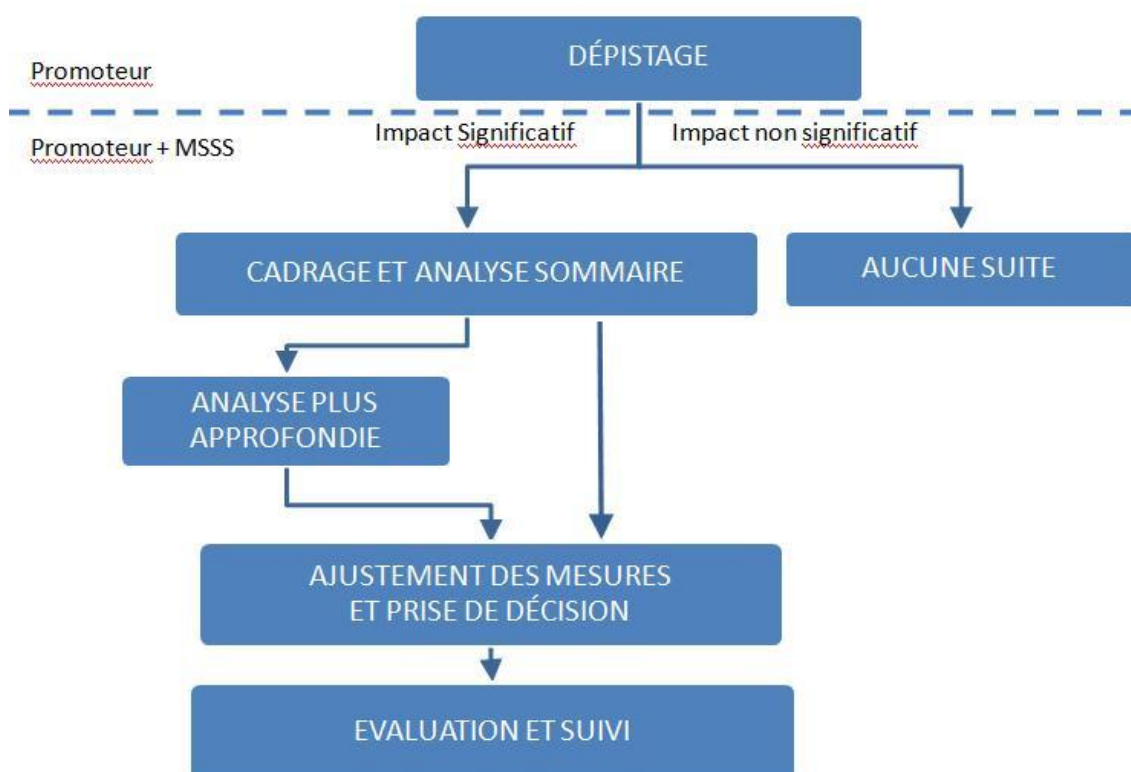 DÉPISTAGE
Promoteur
Impact Significatif
Impact non significatif
Promoteur + MSSS
CADRAGE ET ANALYSE SOMMAIRE
AUCUNE SUITE
ANALYSE PLUS
APPROFONDIE
AJUSTEMENT DES MESURES
ET PRISE DE DÉCISION
EVALUATION ET SUIVI